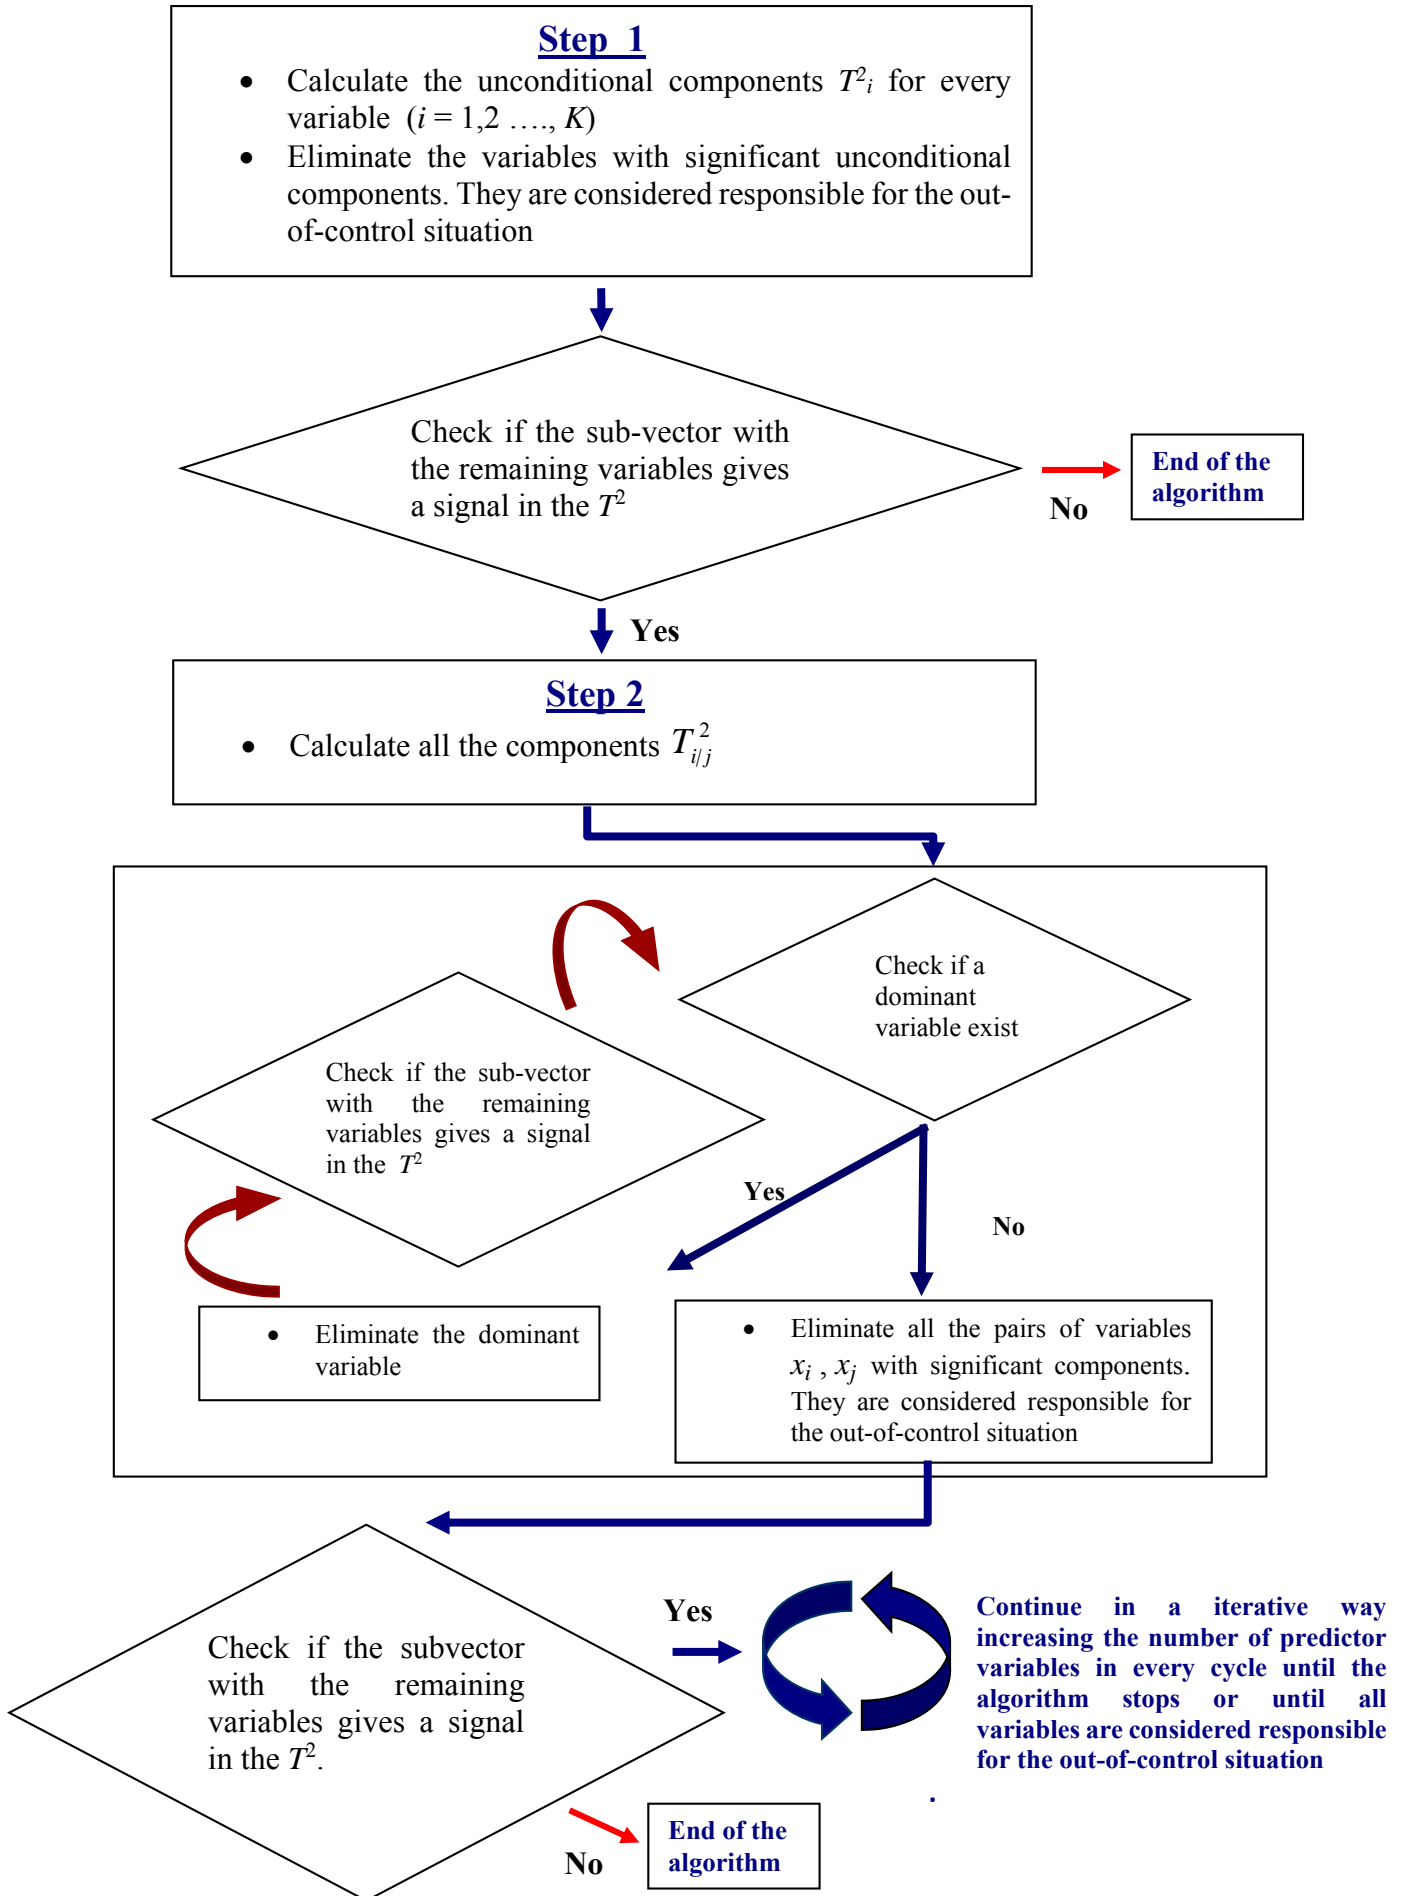 Step 1
• Calculate the unconditional components T²ᵢ for every
variable (i = 1,2 …., K)
• Eliminate the variables with significant unconditional
components. They are considered responsible for the out-
of-control situation
Check if the sub-vector with
the remaining variables gives
a signal in the T²
No
End of the
algorithm
Yes
Step 2
• Calculate all the components T²_{i/j}
Check if a
dominant
variable exist
Check if the sub-vector
with the remaining
variables gives a signal
in the T²
Yes
No
• Eliminate the dominant
variable
• Eliminate all the pairs of variables
xᵢ , xⱼ with significant components.
They are considered responsible for
the out-of-control situation
Check if the subvector
with the remaining
variables gives a signal
in the T².
Yes
Continue in a iterative way
increasing the number of predictor
variables in every cycle until the
algorithm stops or until all
variables are considered responsible
for the out-of-control situation
.
No
End of the
algorithm